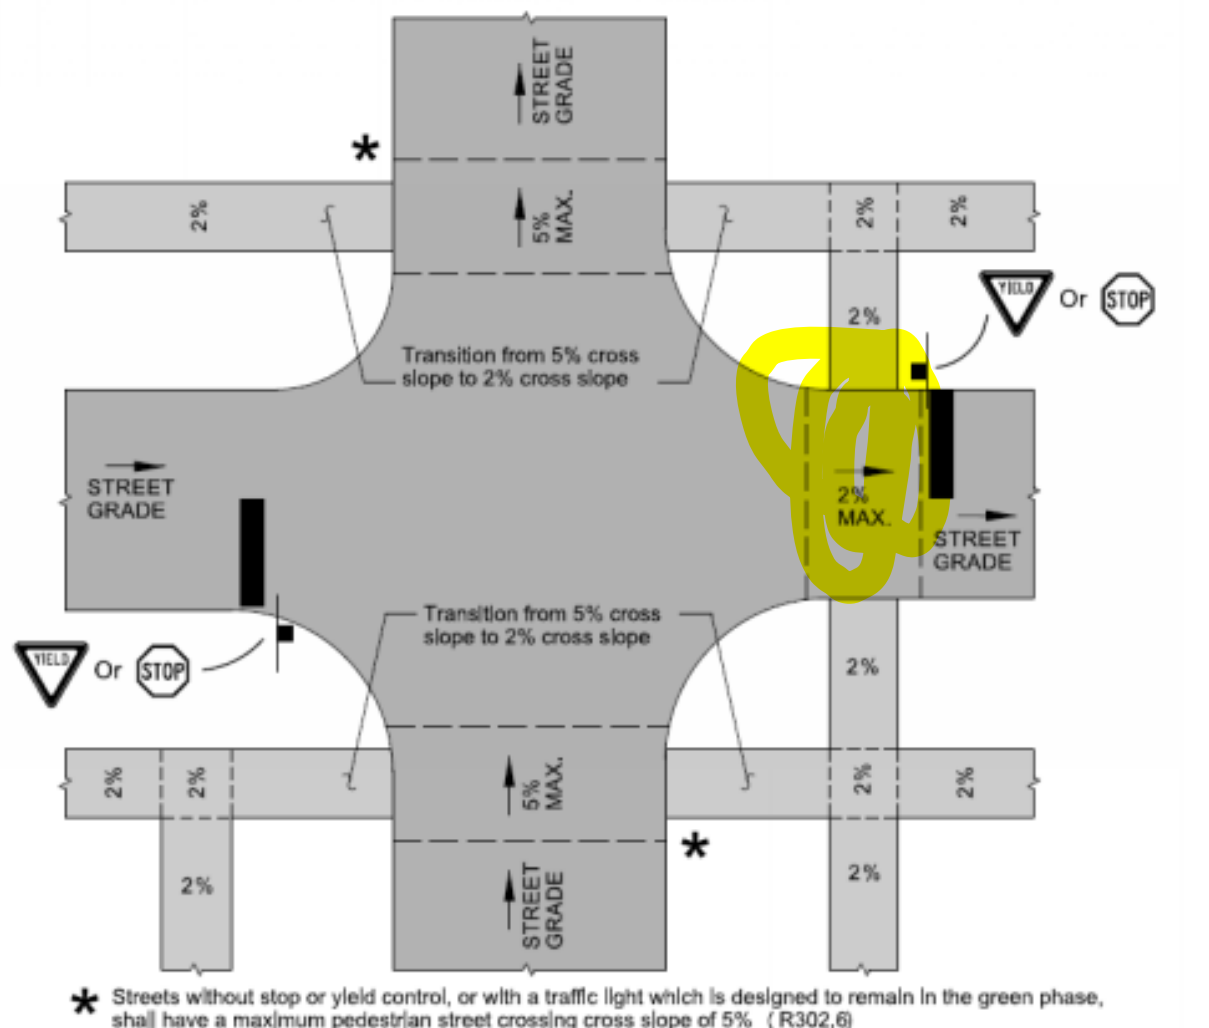 STREET
GRADE
5%
MAX.
2%
2%
2%
YIELD
Or
STOP
2%
Transition from 5% cross
slope to 2% cross slope
STREET
GRADE
2%
MAX.
STREET
GRADE
Transition from 5% cross
slope to 2% cross slope
YIELD
Or
STOP
2%
2%
2%
5%
MAX.
2%
2%
2%
2%
STREET
GRADE
* Streets without stop or yield control, or with a traffic light which is designed to remain in the green phase,
shall have a maximum pedestrian street crossing cross slope of 5% ( R302.6)